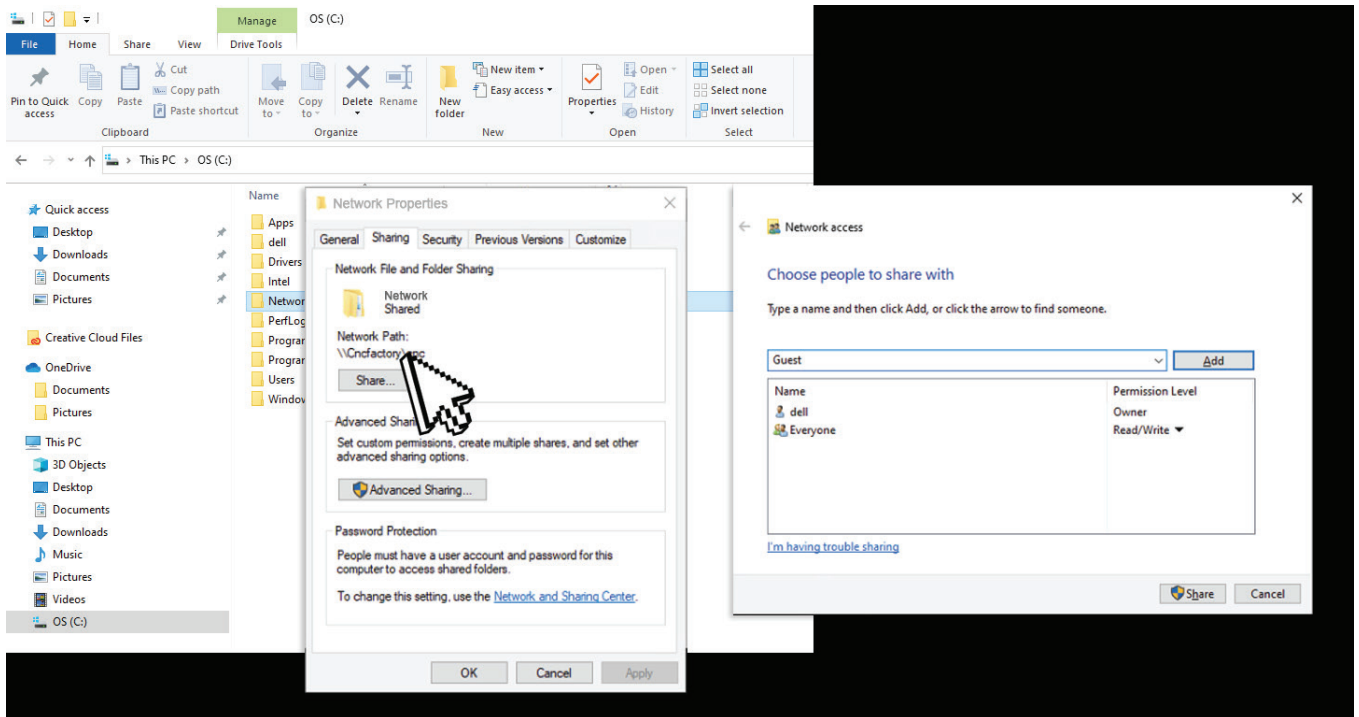 Manage
OS (C:)
File
Home
Share
View
Drive Tools
Pin to Quick
access
Copy
Paste
Cut
Copy path
Paste shortcut
Clipboard
Move
to
Copy
to
Delete
Rename
Organize
New
folder
New item
Easy access
New
Properties
Open
Edit
History
Open
Select all
Select none
Invert selection
Select
This PC > OS (C:)
Quick access
Desktop
Downloads
Documents
Pictures
Creative Cloud Files
OneDrive
Documents
Pictures
This PC
3D Objects
Desktop
Documents
Downloads
Music
Pictures
Videos
OS (C:)
Name
Apps
dell
Drivers
Intel
Networ
PerfLog
Progran
Progran
Users
Window
Network Properties
General
Sharing
Security
Previous Versions
Customize
Network File and Folder Sharing
Network
Shared
Network Path:
Share...
Advanced
Set custom permissions, create multiple shares, and set other
advanced sharing options.
Advanced Sharing...
Password Protection
People must have a user account and password for this
computer to access shared folders.
To change this setting, use the Network and Sharing Center.
OK
Cancel
Apply
Network access
Choose people to share with
Type a name and then click Add, or click the arrow to find someone.
Guest
Add
Name
Permission Level
dell
Owner
Everyone
Read/Write
I'm having trouble sharing
Share
Cancel